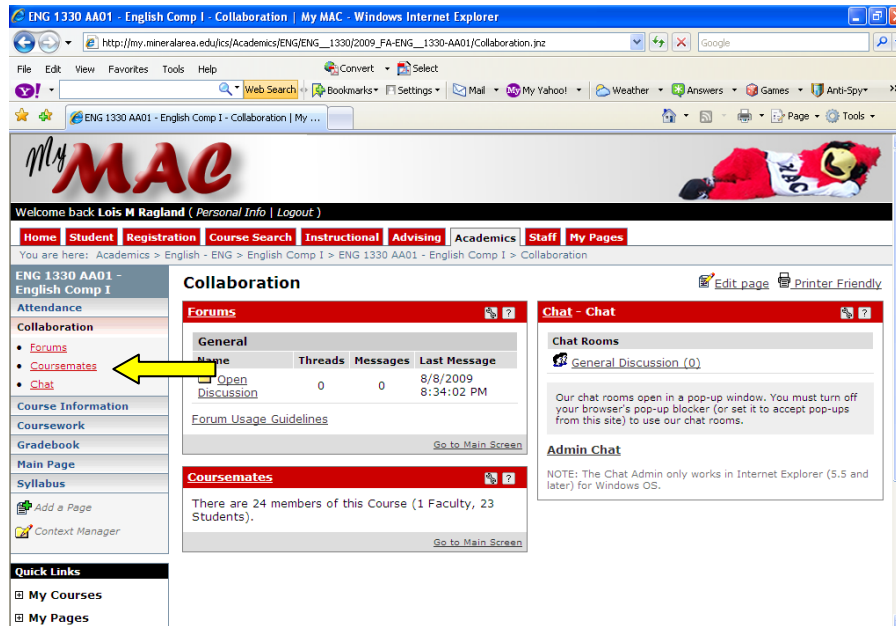 ENG 1330 AA01 - English Comp I - Collaboration | My MAC - Windows Internet Explorer
http://my.mineralarea.edu/ics/Academics/ENG/ENG__1330/2009_FA-ENG__1330-AA01/Collaboration.jnz
Google
File Edit View Favorites Tools Help Convert Select
Y! Web Search Bookmarks Settings Mail My Yahoo! Weather Answers Games Anti-Spy
ENG 1330 AA01 - English Comp I - Collaboration | My ... Page Tools
My MAC
MAC
Welcome back Lois M Ragland ( Personal Info | Logout )
Home Student Registration Course Search Instructional Advising Academics Staff My Pages
You are here: Academics > English - ENG > English Comp I > ENG 1330 AA01 - English Comp I > Collaboration
ENG 1330 AA01 -
English Comp I
Attendance
Collaboration
• Forums
• Coursemates
• Chat
Course Information
Coursework
Gradebook
Main Page
Syllabus
Add a Page
Context Manager
Quick Links
My Courses
My Pages
Collaboration
Edit page Printer Friendly
Forums ?
General
Name Threads Messages Last Message
Open Discussion 0 0 8/8/2009
8:34:02 PM
Forum Usage Guidelines
Go to Main Screen
Coursemates ?
There are 24 members of this Course (1 Faculty, 23
Students).
Go to Main Screen
Chat - Chat ?
Chat Rooms
General Discussion (0)
Our chat rooms open in a pop-up window. You must turn off
your browser's pop-up blocker (or set it to accept pop-ups
from this site) to use our chat rooms.
Admin Chat
NOTE: The Chat Admin only works in Internet Explorer (5.5 and
later) for Windows OS.